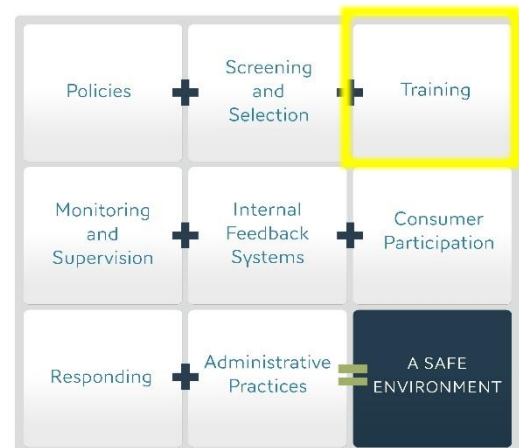 Policies
Screening
and
Selection
Training
Monitoring
and
Supervision
Internal
Feedback
Systems
Consumer
Participation
Responding
Administrative
Practices
A SAFE
ENVIRONMENT